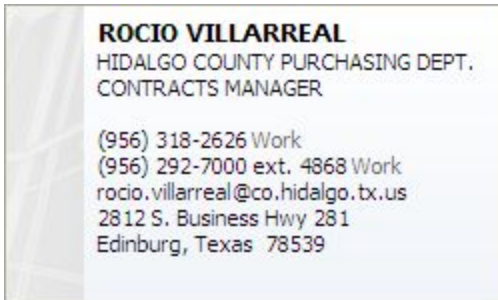 ROCIO VILLARREAL
HIDALGO COUNTY PURCHASING DEPT.
CONTRACTS MANAGER
(956) 318-2626 Work
(956) 292-7000 ext. 4868 Work
rocio.villarreal@co.hidalgo.tx.us
2812 S. Business Hwy 281
Edinburg, Texas  78539